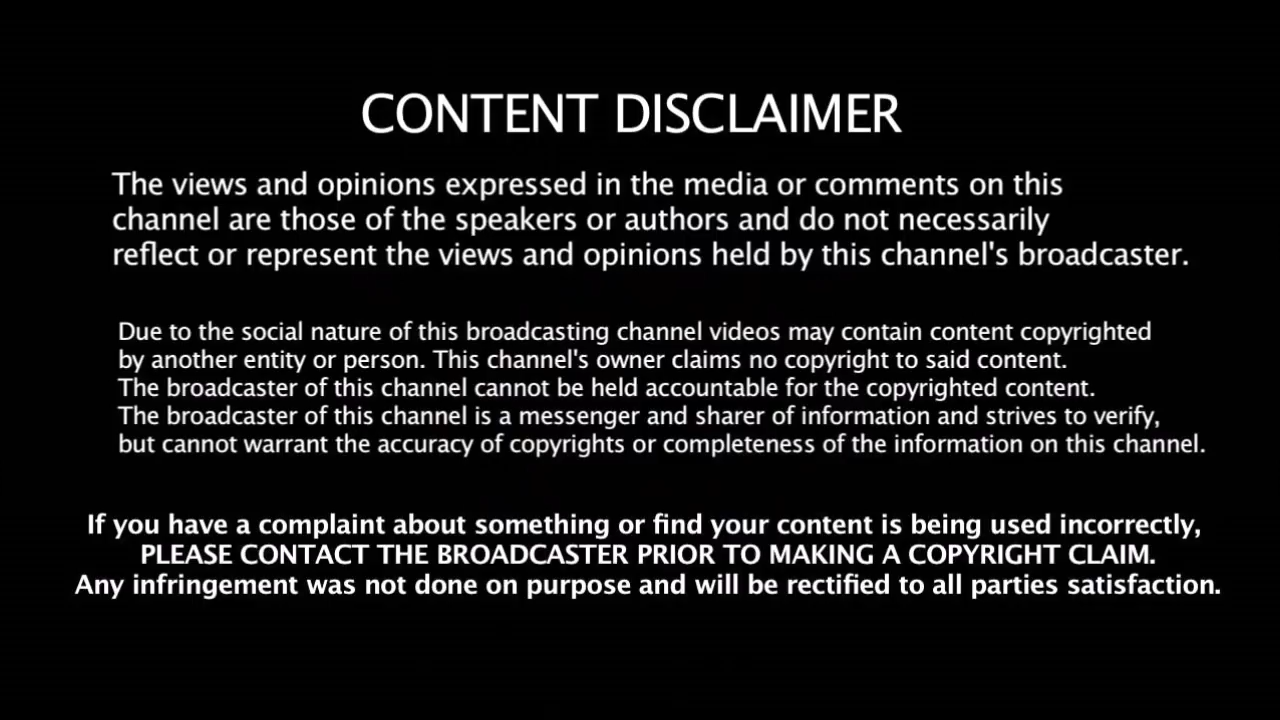 CONTENT DISCLAIMER
The views and opinions expressed in the media or comments on this
channel are those of the speakers or authors and do not necessarily
reflect or represent the views and opinions held by this channel's broadcaster.
Due to the social nature of this broadcasting channel videos may contain content copyrighted
by another entity or person. This channel's owner claims no copyright to said content.
The broadcaster of this channel cannot be held accountable for the copyrighted content.
The broadcaster of this channel is a messenger and sharer of information and strives to verify,
but cannot warrant the accuracy of copyrights or completeness of the information on this channel.
If you have a complaint about something or find your content is being used incorrectly,
PLEASE CONTACT THE BROADCASTER PRIOR TO MAKING A COPYRIGHT CLAIM.
Any infringement was not done on purpose and will be rectified to all parties satisfaction.